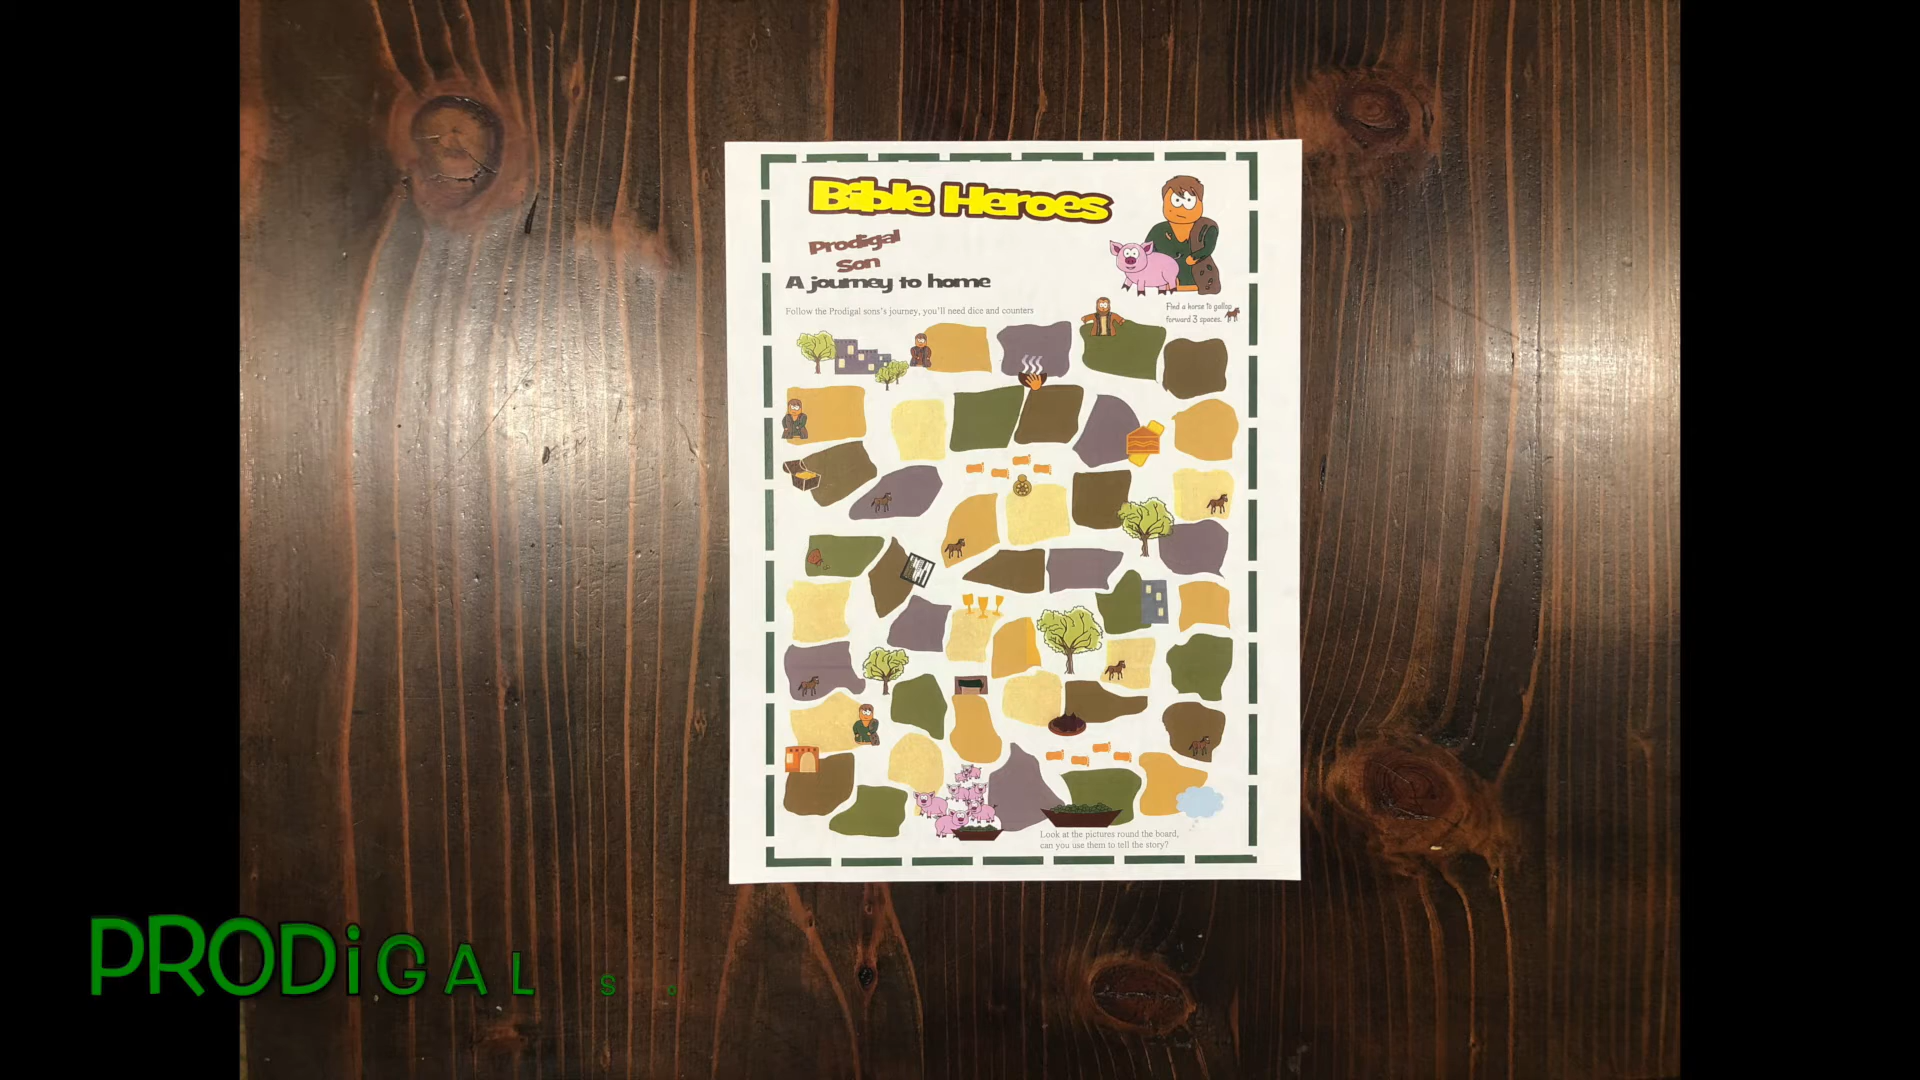 Bible Heroes
Prodigal
Son
A journey to home
Follow the Prodigal sons's journey, you'll need dice and counters
Find a horse to gallop
forward 3 spaces.
Look at the pictures round the board,
can you use them to tell the story?
PRODiGAL s